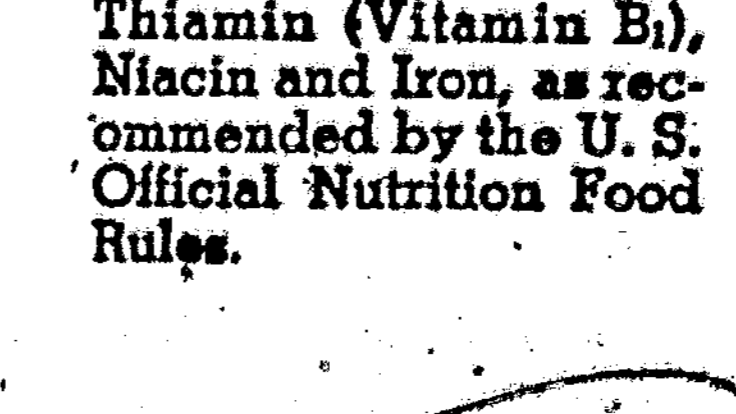 Thiamin (Vitamin B₁),
Niacin and Iron, as rec-
ommended by the U. S.
Official Nutrition Food
Rules.